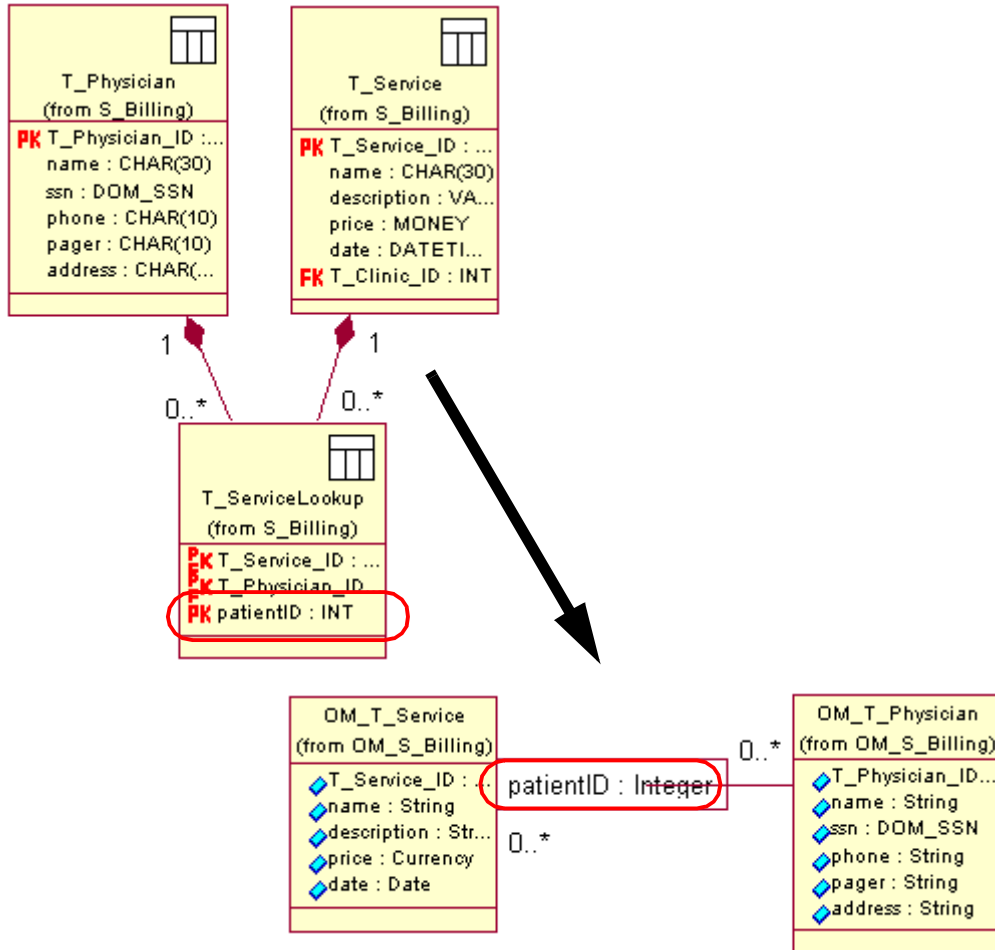 T_Physician
(from S_Billing)
PK T_Physician_ID :...
name : CHAR(30)
ssn : DOM_SSN
phone : CHAR(10)
pager : CHAR(10)
address : CHAR(...
T_Service
(from S_Billing)
PK T_Service_ID : ...
name : CHAR(30)
description : VA...
price : MONEY
date : DATETI...
FK T_Clinic_ID : INT
1
0..*
1
0..*
T_ServiceLookup
(from S_Billing)
PK T_Service_ID : ...
PK T_Physician_ID
PK patientID : INT
OM_T_Service
(from OM_S_Billing)
T_Service_ID : ...
name : String
description : Str...
price : Currency
date : Date
patientID : Integer
0..*
0..*
OM_T_Physician
(from OM_S_Billing)
T_Physician_ID...
name : String
ssn : DOM_SSN
phone : String
pager : String
address : String